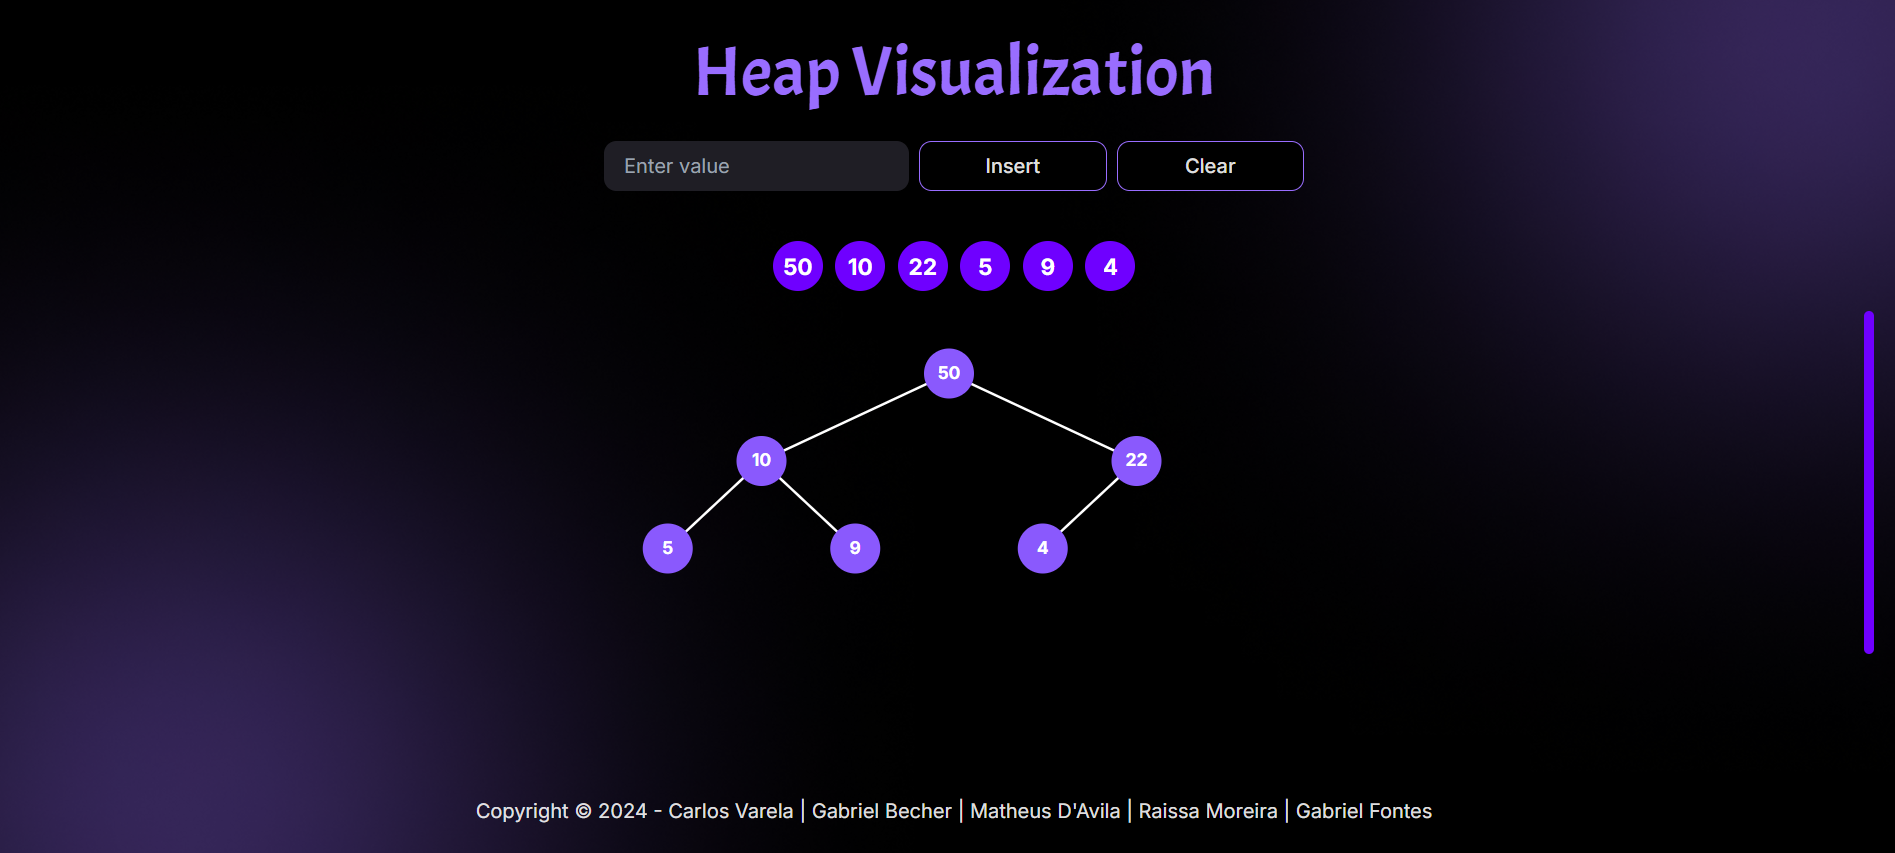 Heap Visualization
Enter value Insert Clear
50 10 22 5 9 4
50
10 22
5 9 4
Copyright © 2024 - Carlos Varela | Gabriel Becher | Matheus D'Avila | Raissa Moreira | Gabriel Fontes